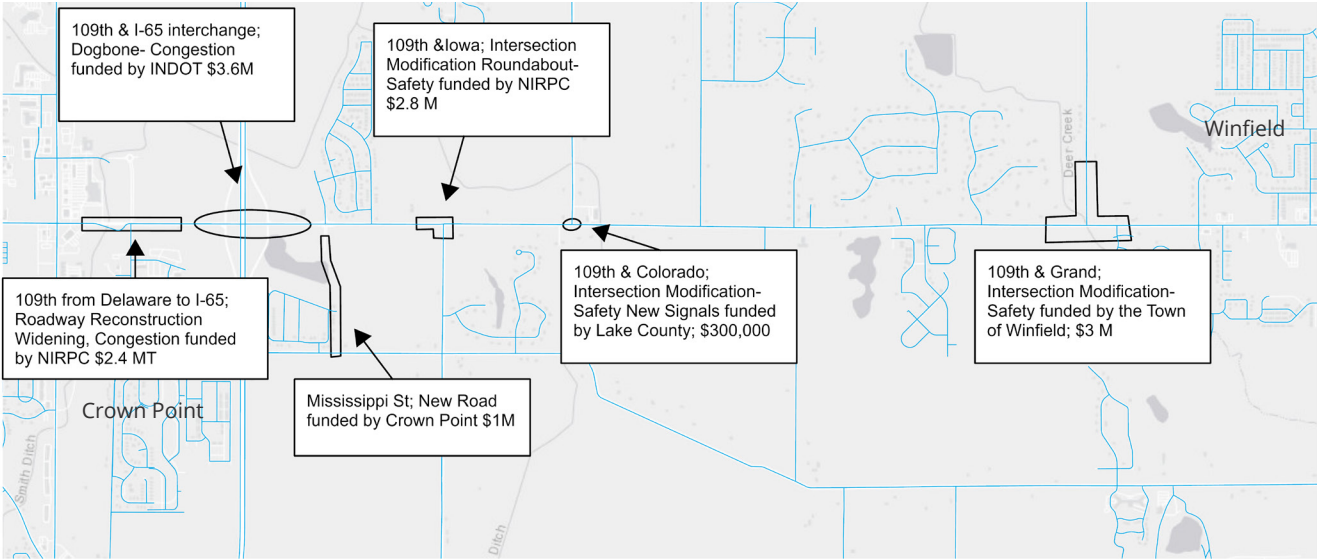 109th & I-65 interchange;
Dogbone- Congestion
funded by INDOT $3.6M
109th &Iowa; Intersection
Modification Roundabout-
Safety funded by NIRPC
$2.8 M
Deer Creek
Winfield
109th from Delaware to I-65;
Roadway Reconstruction
Widening, Congestion funded
by NIRPC $2.4 MT
109th & Colorado;
Intersection Modification-
Safety New Signals funded
by Lake County; $300,000
109th & Grand;
Intersection Modification-
Safety funded by the Town
of Winfield; $3 M
Mississippi St; New Road
funded by Crown Point $1M
Crown Point
Smith Ditch
Ditch